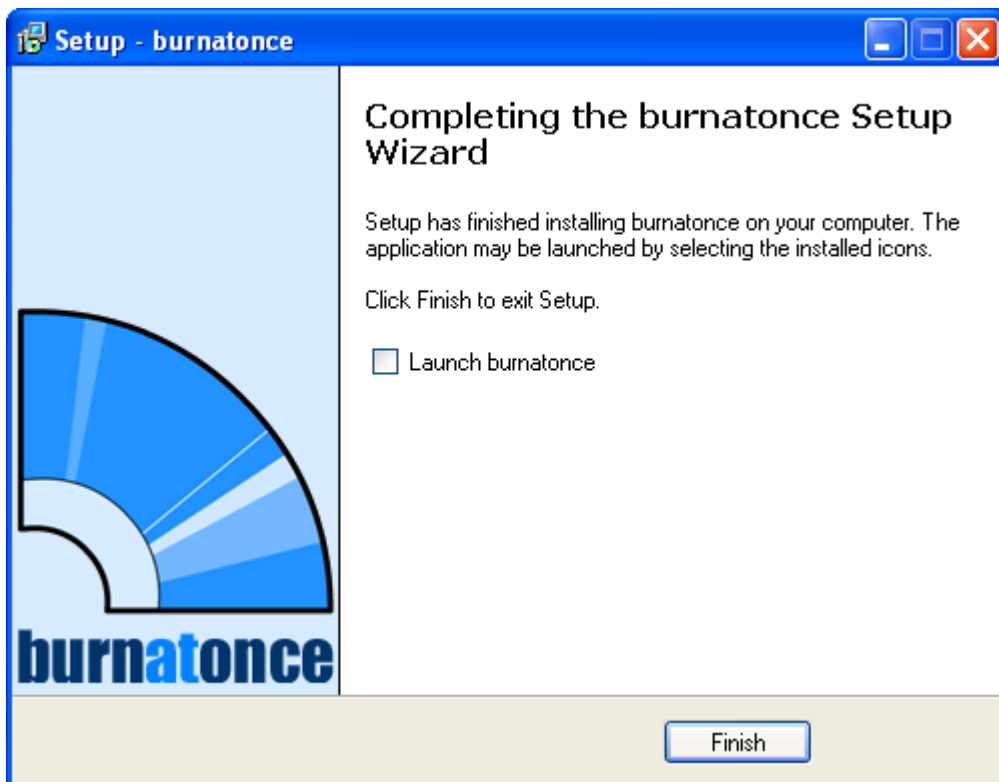 Setup - burnatonce
Completing the burnatonce Setup
Wizard
Setup has finished installing burnatonce on your computer. The
application may be launched by selecting the installed icons.
Click Finish to exit Setup.
Launch burnatonce
burnatonce
Finish